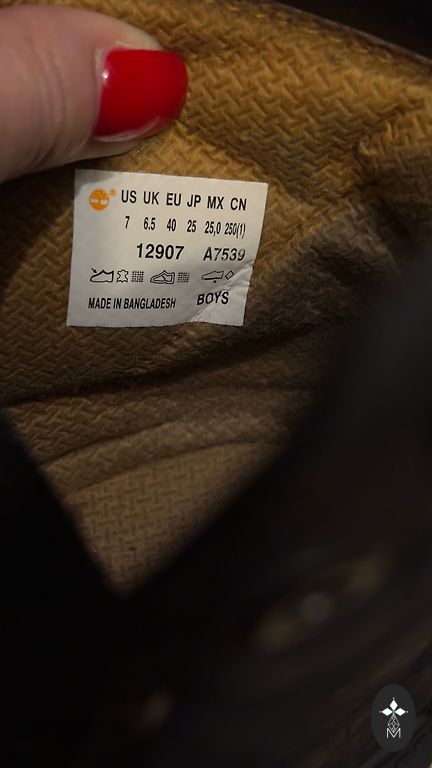 US UK EU JP MX CN
7 6.5 40 25 25,0 250(1)
12907 A7539
MADE IN BANGLADESH BOYS
M